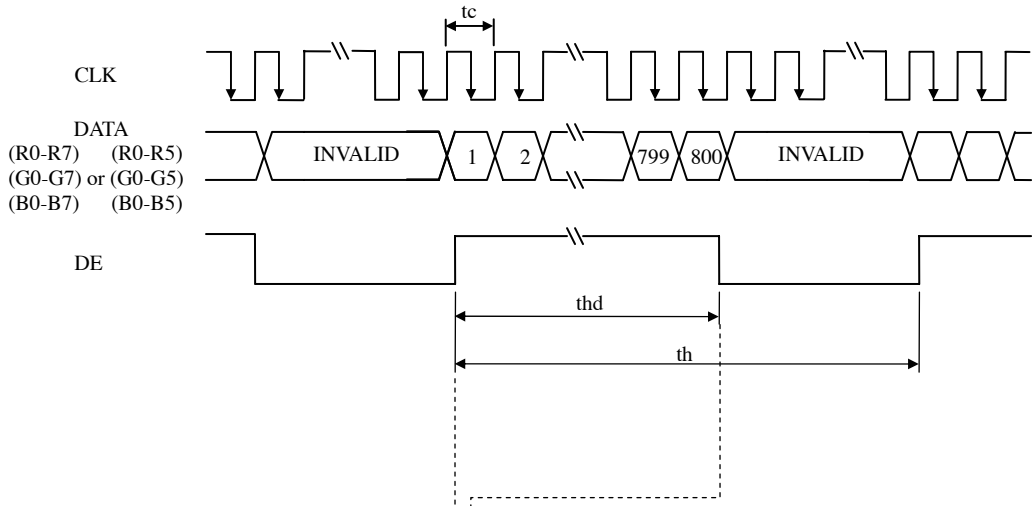 tc
CLK
DATA
(R0-R7) (R0-R5)
(G0-G7) or (G0-G5)
(B0-B7) (B0-B5)
INVALID 1 2 799 800 INVALID
DE
thd
th